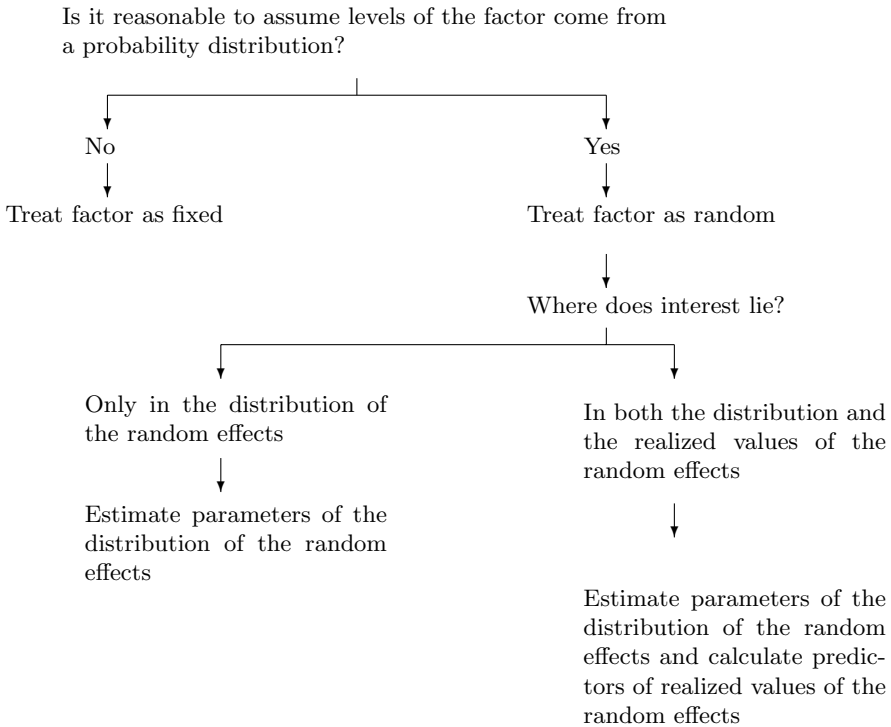 Is it reasonable to assume levels of the factor come from
a probability distribution?
No
Yes
Treat factor as fixed
Treat factor as random
Where does interest lie?
Only in the distribution of
the random effects
In both the distribution and
the realized values of the
random effects
Estimate parameters of the
distribution of the random
effects
Estimate parameters of the
distribution of the random
effects and calculate predic-
tors of realized values of the
random effects